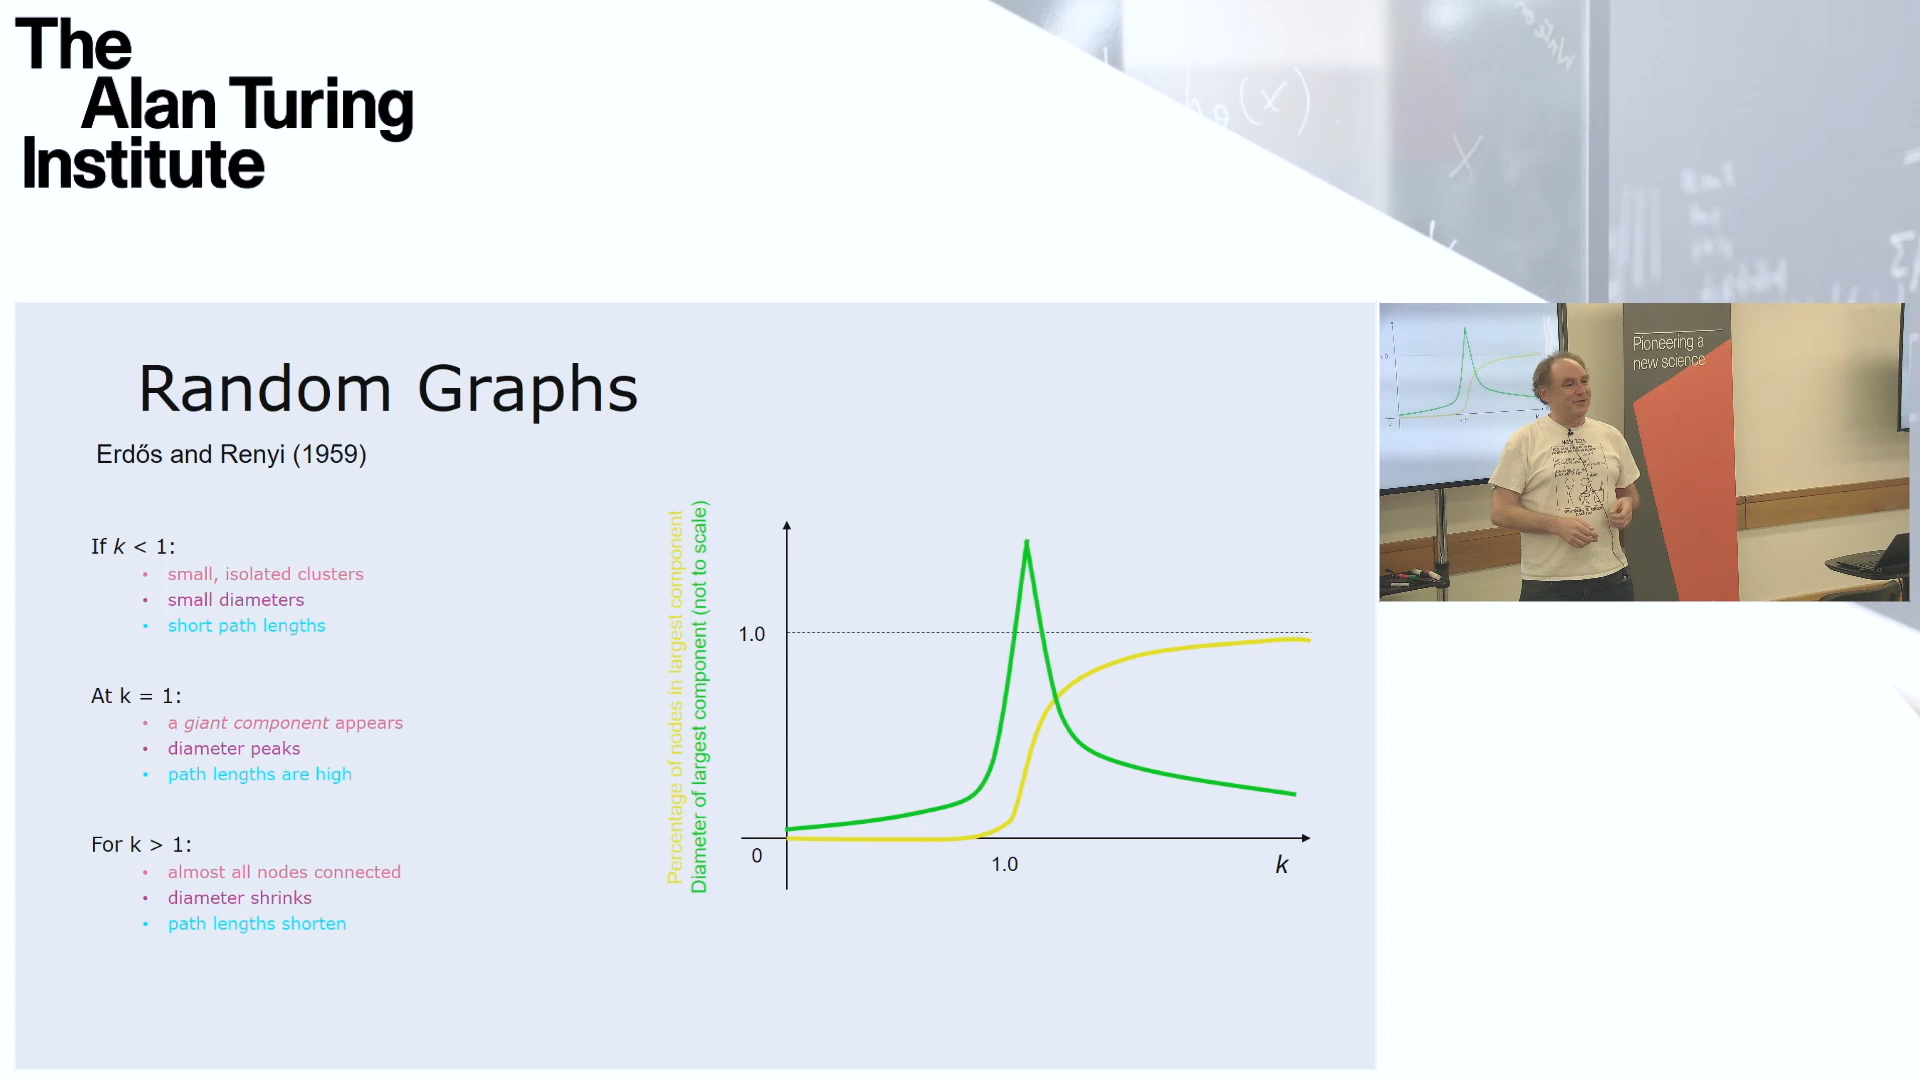 The
Alan Turing
Institute
Random Graphs
Erdős and Renyi (1959)
If k < 1:
• small, isolated clusters
• small diameters
• short path lengths
At k = 1:
• a giant component appears
• diameter peaks
• path lengths are high
For k > 1:
• almost all nodes connected
• diameter shrinks
• path lengths shorten
Percentage of nodes in largest component
Diameter of largest component (not to scale)
1.0
0
1.0
k
Pioneering a
new science